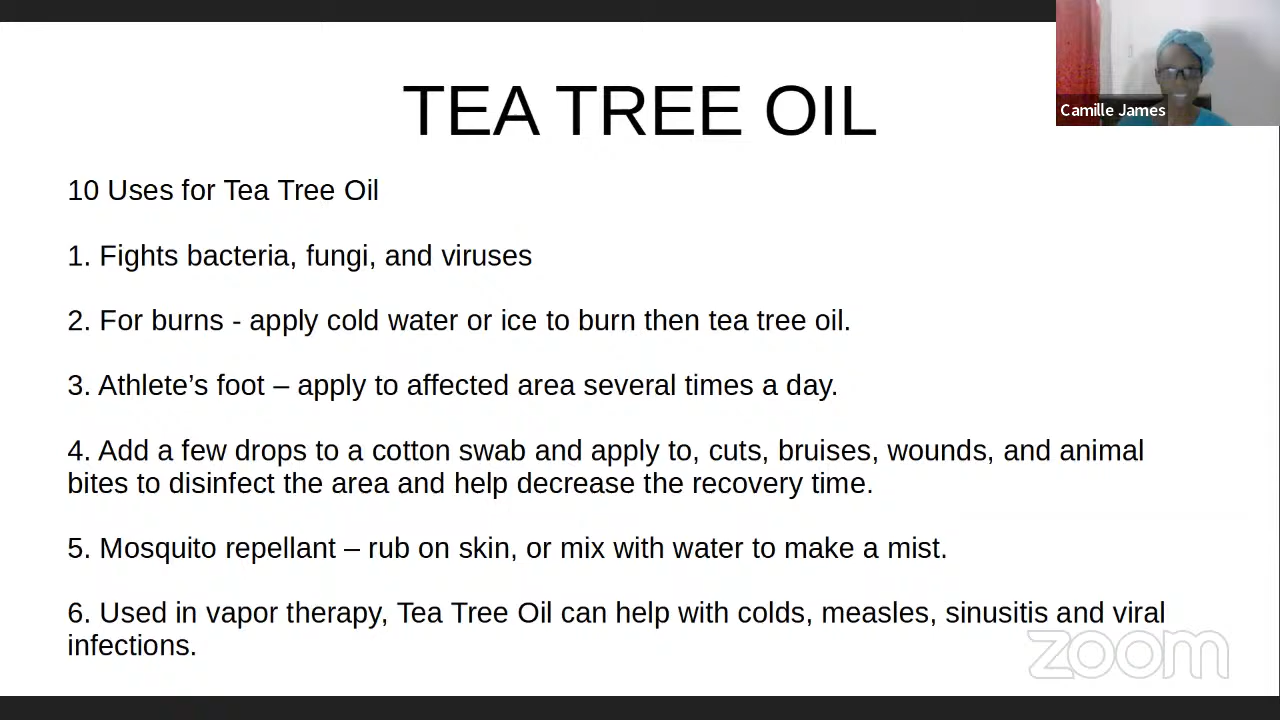 TEA TREE OIL
Camille James
10 Uses for Tea Tree Oil
1. Fights bacteria, fungi, and viruses
2. For burns - apply cold water or ice to burn then tea tree oil.
3. Athlete’s foot – apply to affected area several times a day.
4. Add a few drops to a cotton swab and apply to, cuts, bruises, wounds, and animal
bites to disinfect the area and help decrease the recovery time.
5. Mosquito repellant – rub on skin, or mix with water to make a mist.
6. Used in vapor therapy, Tea Tree Oil can help with colds, measles, sinusitis and viral
infections.
zoom